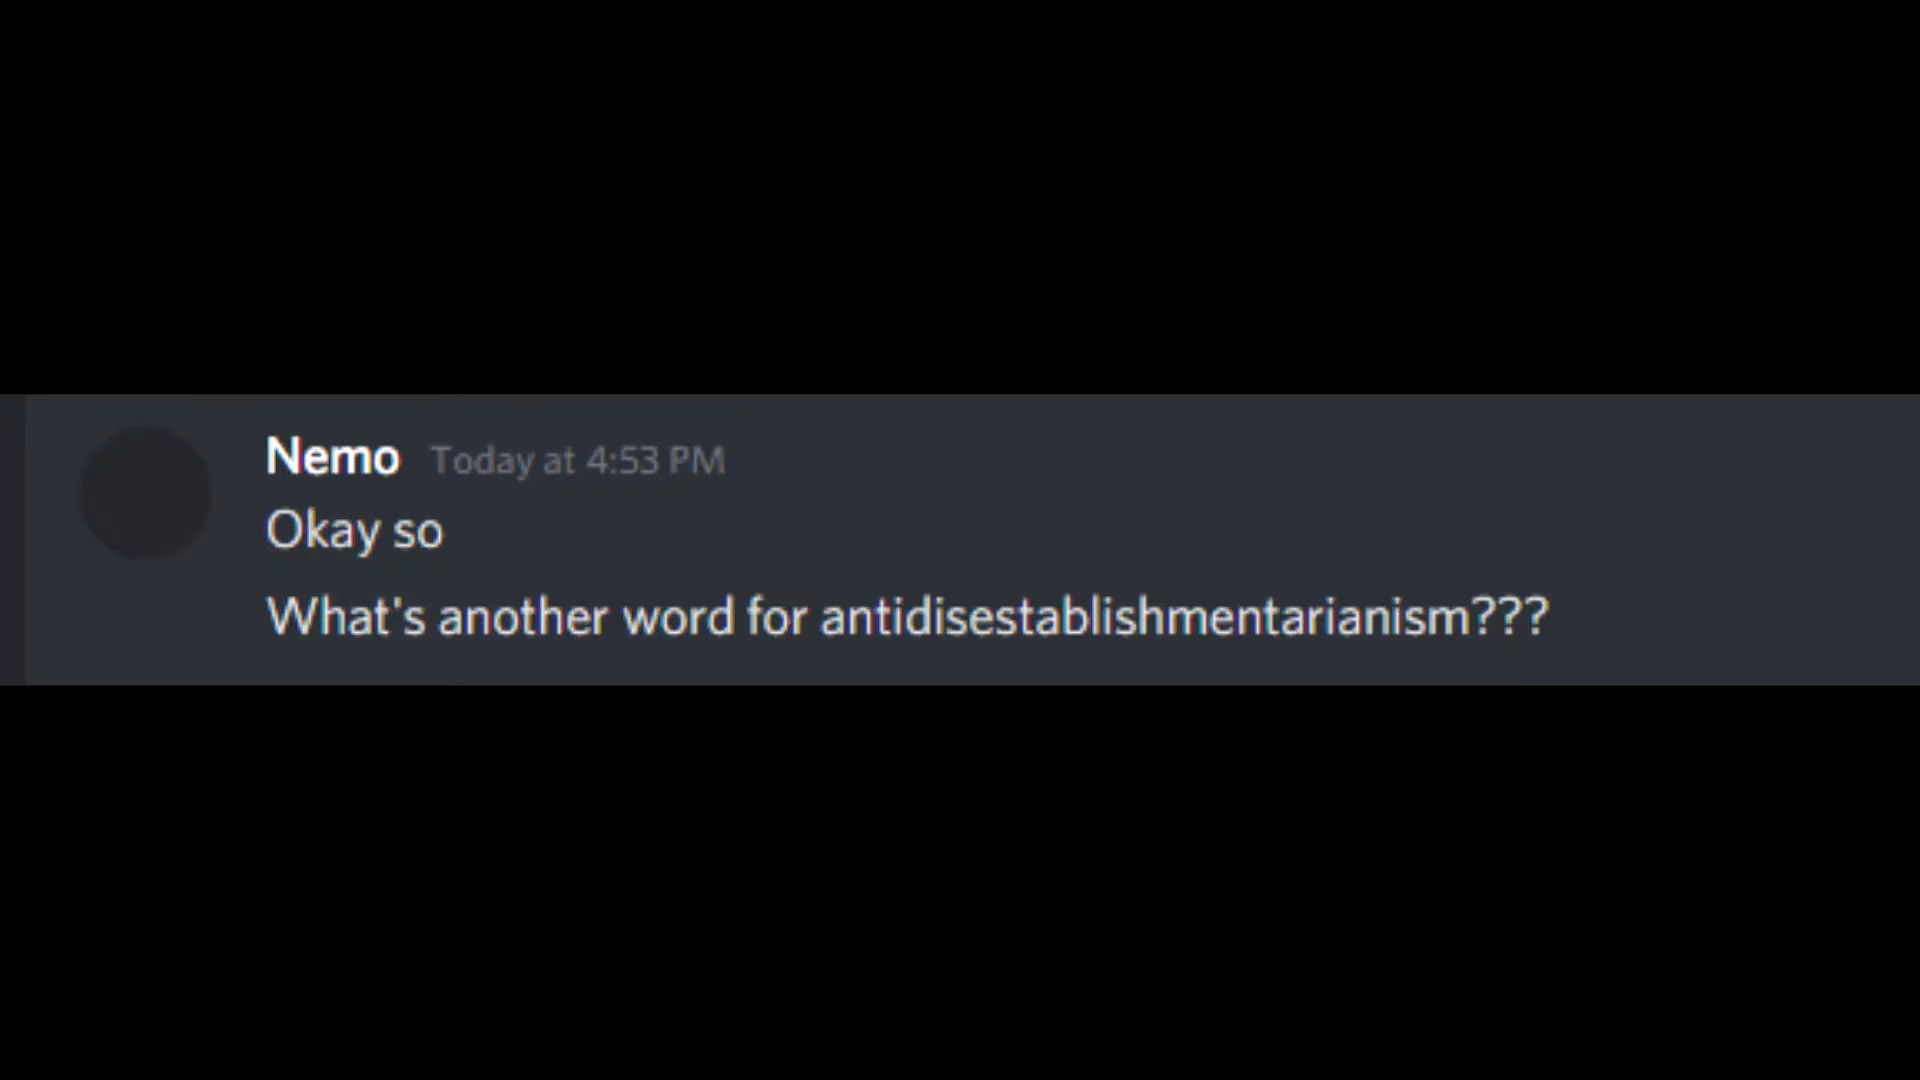 Nemo Today at 4:53 PM
Okay so
What's another word for antidisestablishmentarianism???